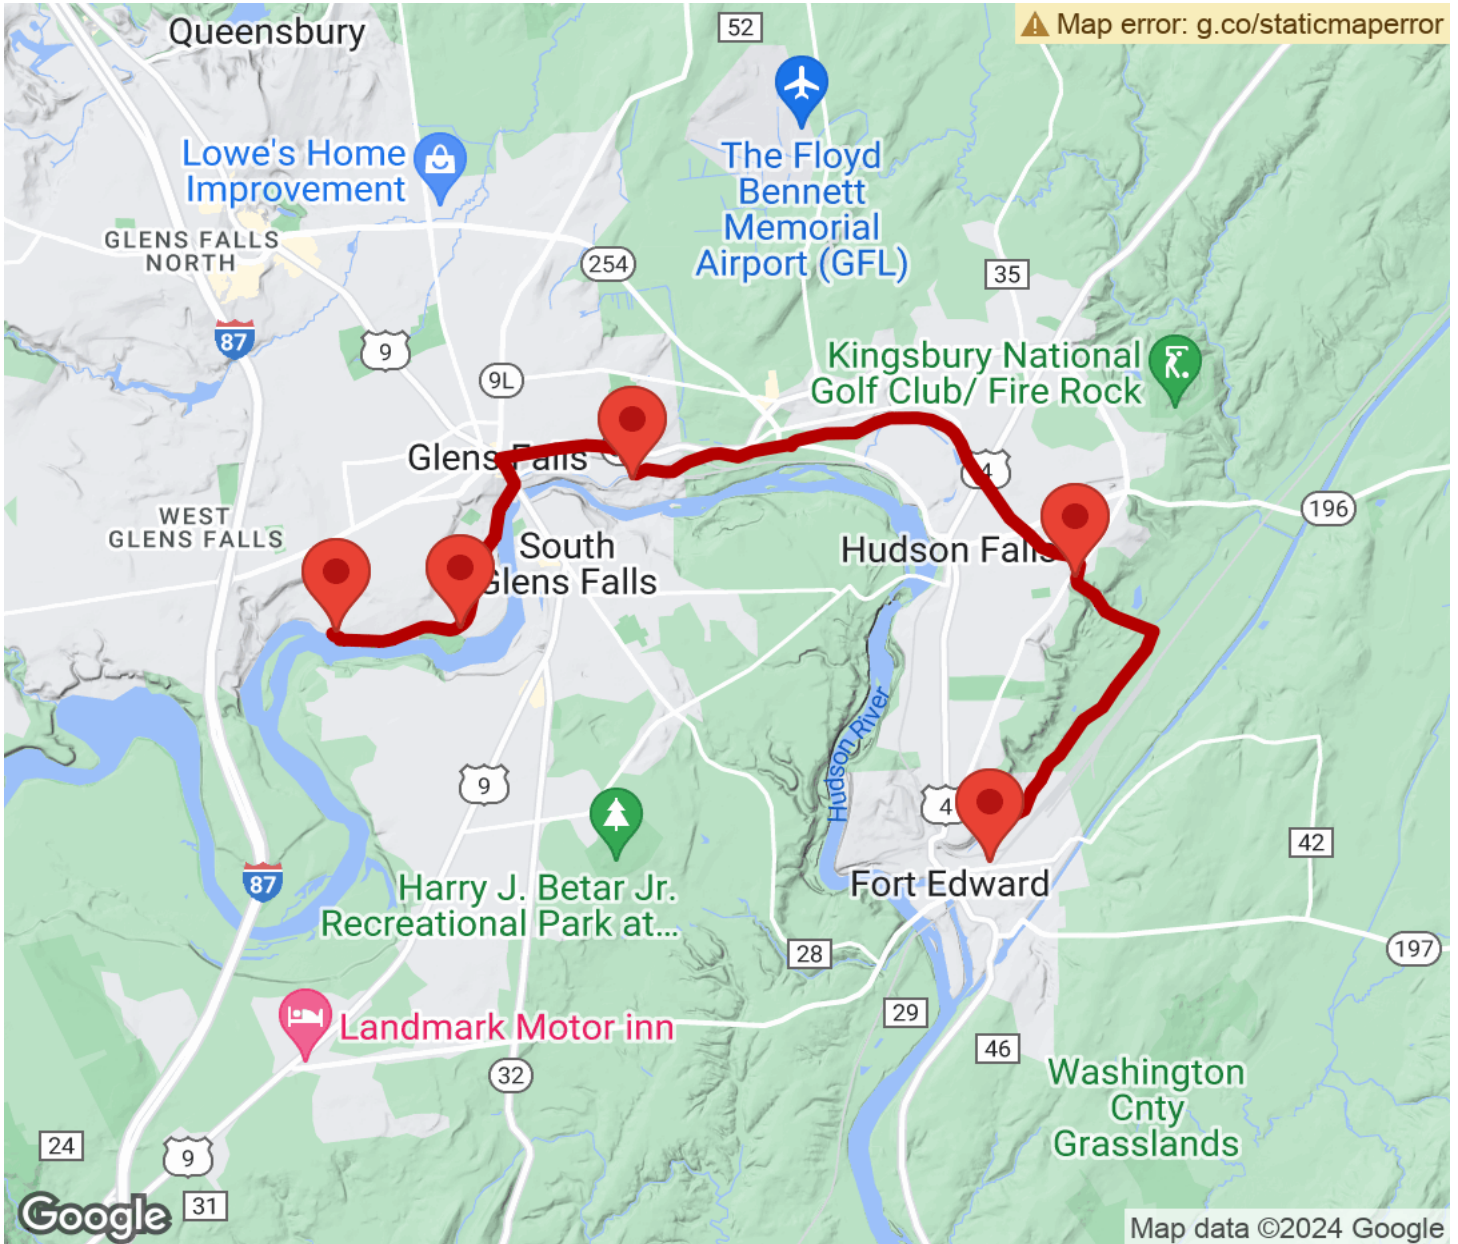 Queensbury
52
Map error: g.co/staticmaperror
Lowe's Home
Improvement
The Floyd
Bennett
Memorial
Airport (GFL)
GLENS FALLS
NORTH
254
35
87
9
9L
Kingsbury National
Golf Club/ Fire Rock
Glens Falls
4
196
WEST
GLENS FALLS
South
Glens Falls
Hudson Falls
Hudson River
9
4
42
87
Harry J. Betar Jr.
Recreational Park at...
Fort Edward
28
197
Landmark Motor inn
29
46
32
Washington
Cnty
Grasslands
24
9
31
Google
Map data ©2024 Google